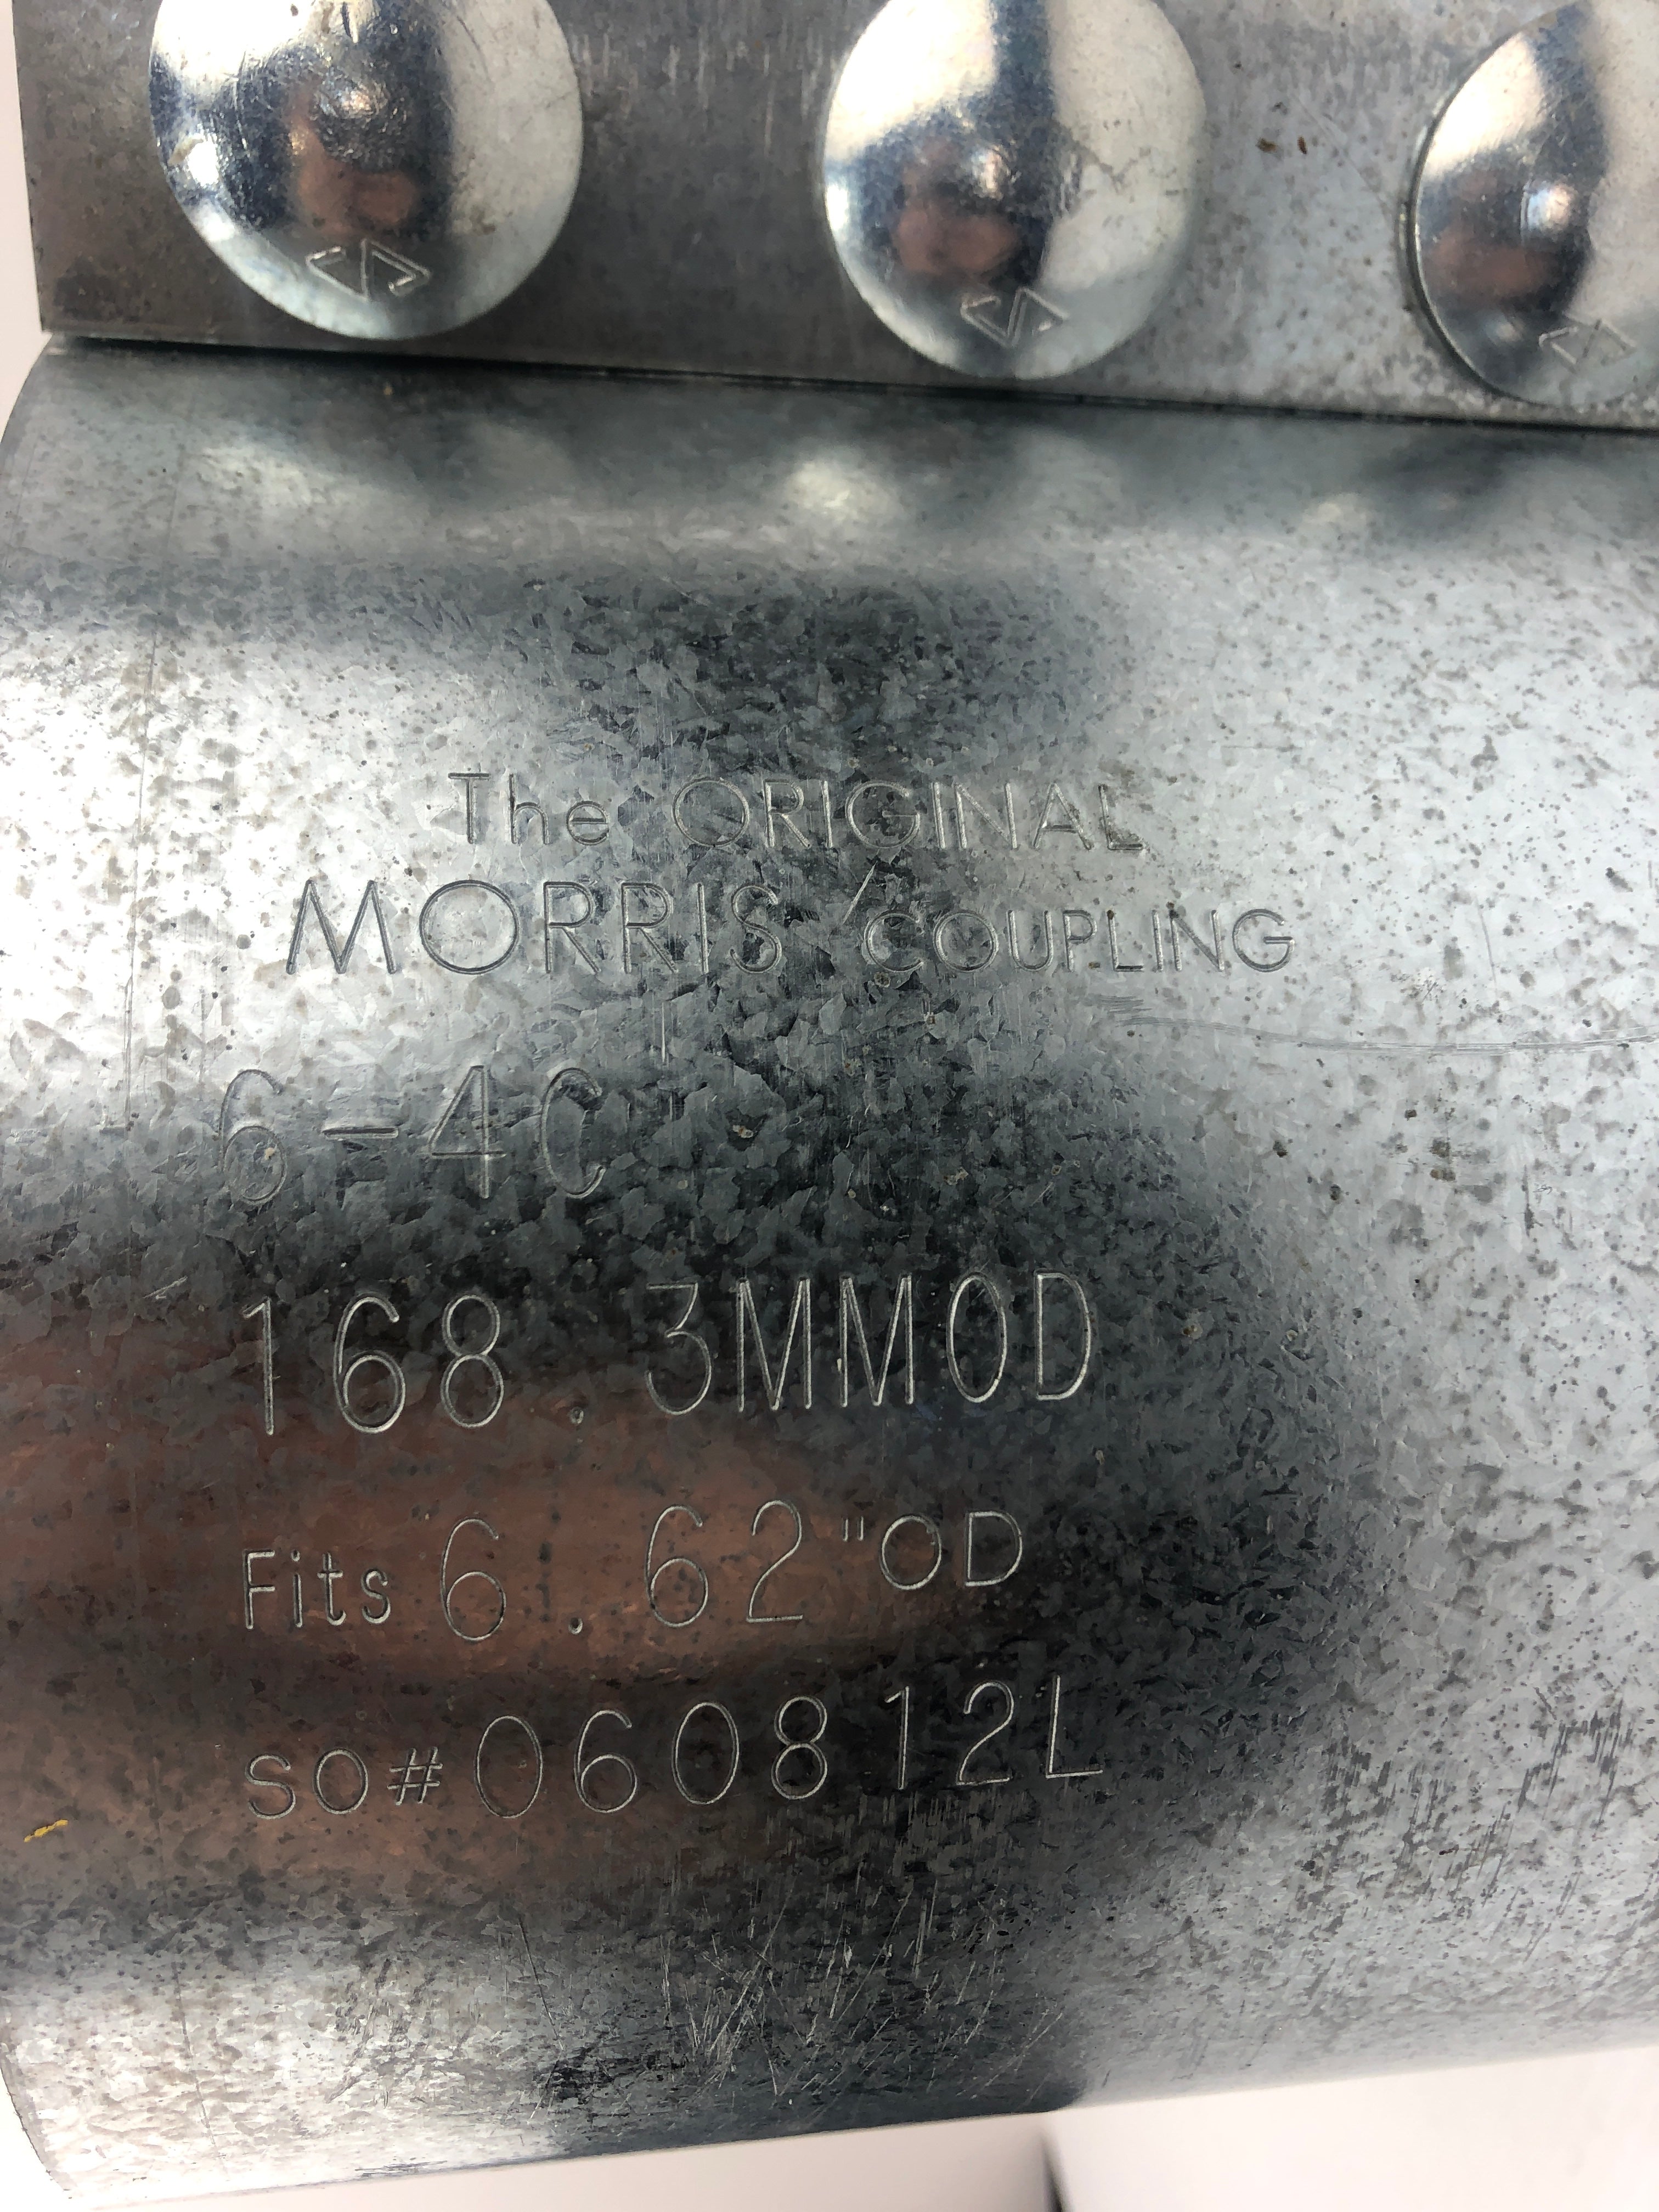 The ORIGINAL
MORRIS COUPLING
6-4C
168.3MMOD
Fits 6.62"OD
SO#060812L